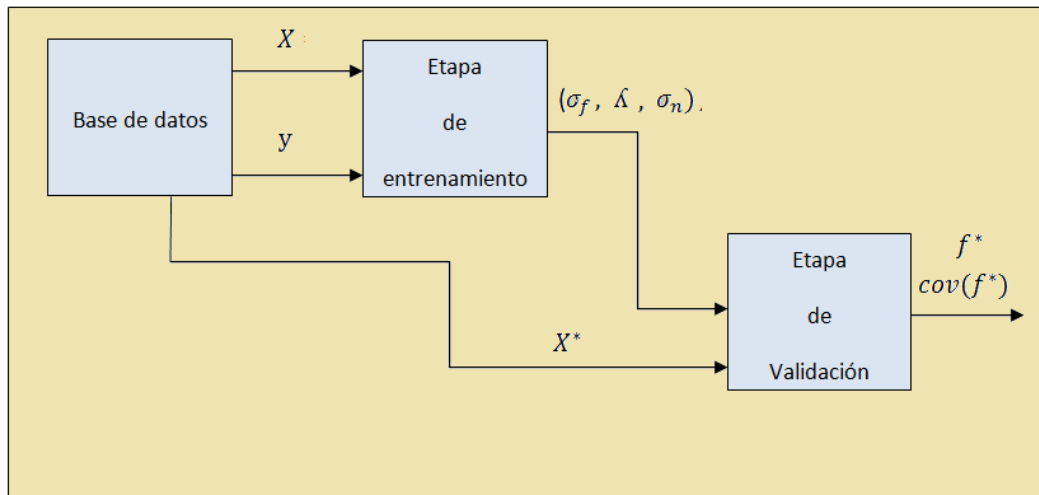 Base de datos
X
y
Etapa
de
entrenamiento
(σ_f, ʎ, σ_n).
X*
Etapa
de
Validación
f*
cov(f*)